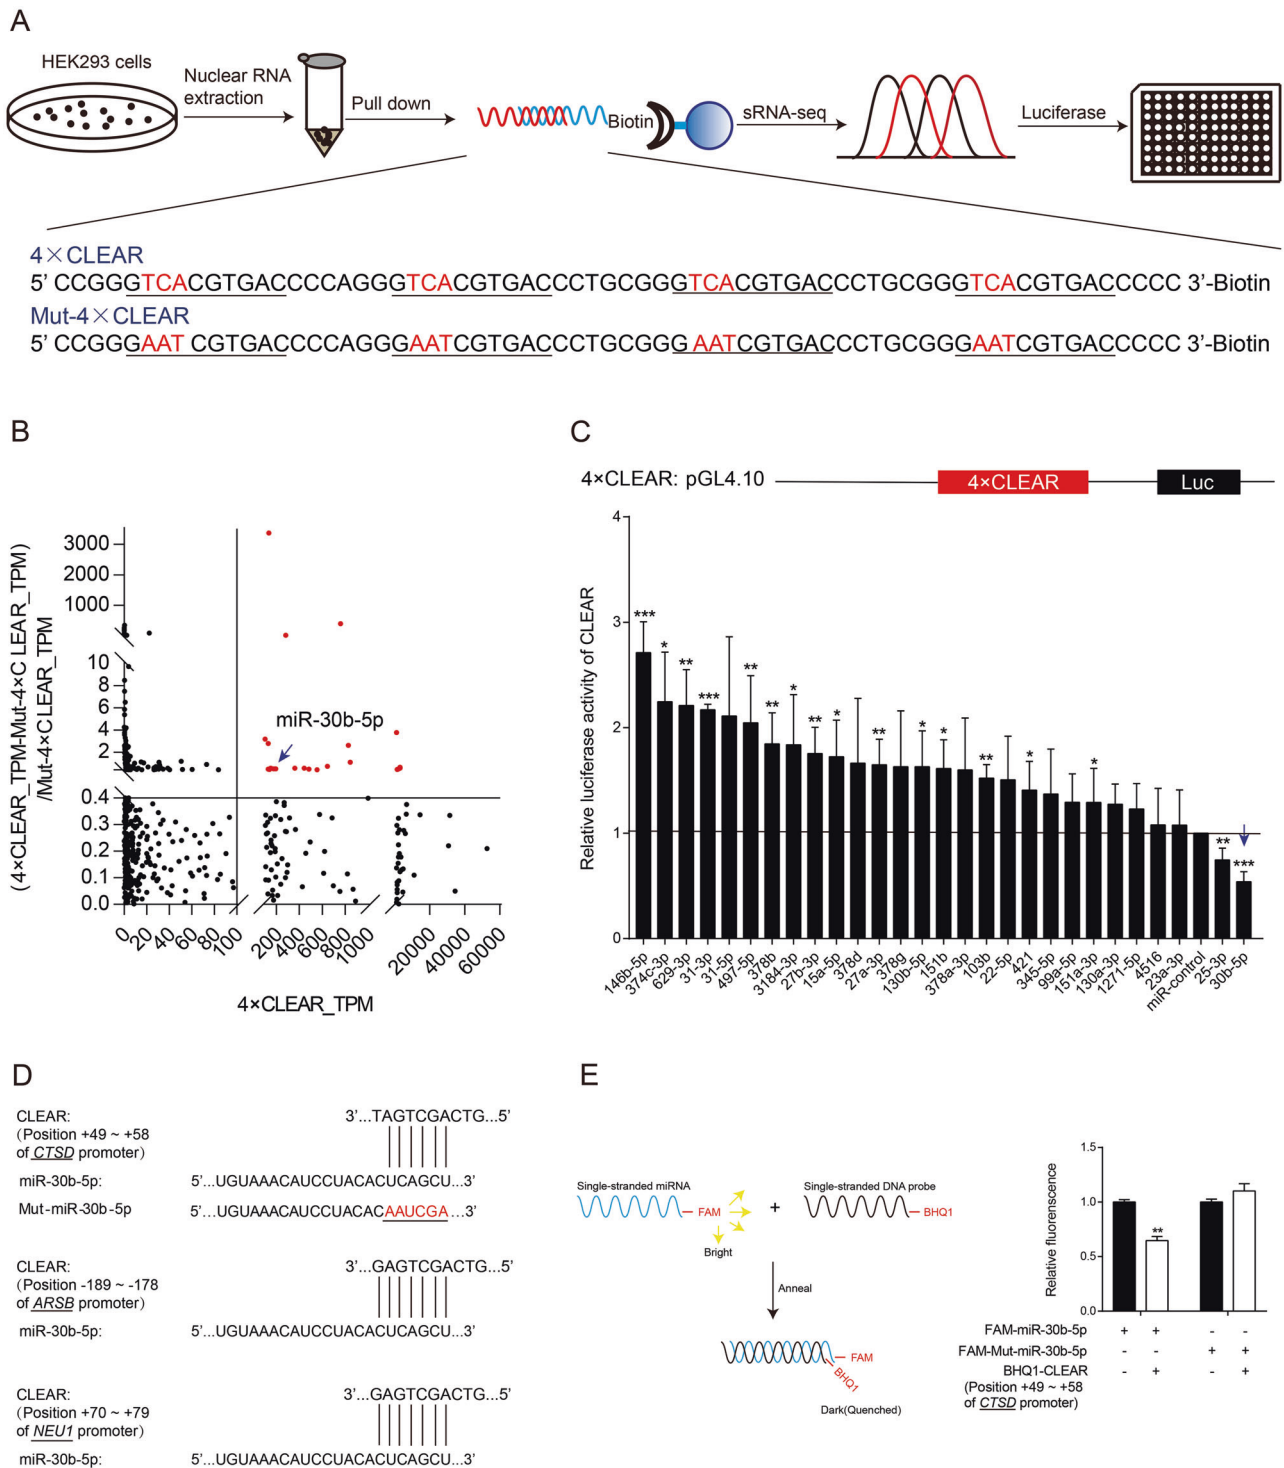 A
HEK293 cells
Nuclear RNA
extraction
Pull down
Biotin
sRNA-seq
Luciferase
4×CLEAR
5’ CCGGGTCACGTGACCCCAGGGTCACGTGACCCTGCGGGTCACGTGACCCTGCGGGTCACGTGACCCCC 3’-Biotin
Mut-4×CLEAR
5’ CCGGGAAT CGTGACCCCAGGGAATCGTGACCCTGCGGG AATCGTGACCCTGCGGGAATCGTGACCCCC 3’-Biotin
B
(4×CLEAR_TPM-Mut-4×C LEAR_TPM)
/Mut-4×CLEAR_TPM
3000
2000
1000
10
8
6
4
2
0.4
0.3
0.2
0.1
0.0
miR-30b-5p
0 20 40 60 80 100 200 400 600 800 1000 20000 40000 60000
4×CLEAR_TPM
C
4×CLEAR: pGL4.10
4×CLEAR
Luc
Relative luciferase activity of CLEAR
4
3
2
1
0
*** * ** *** ** ** * ** * ** * * ** * * ** ***
146b-5p 374c-3p 629-3p 31-3p 31-5p 497-5p 378b 3184-3p 27b-3p 15a-5p 378d 27a-3p 378g 130b-5p 151b 378a-3p 103b 22-5p 421 345-5p 99a-5p 151a-3p 130a-3p 1271-5p 4516 23a-3p miR-control 25-3p 30b-5p
D
CLEAR:
(Position +49 ~ +58
of CTSD promoter)
3’...TAGTCGACTG...5’
miR-30b-5p:
5’...UGUAAACAUCCUACACUCAGCU...3’
Mut-miR-30b-5p
5’...UGUAAACAUCCUACACAAUCGA...3’
CLEAR:
(Position -189 ~ -178
of ARSB promoter)
3’...GAGTCGACTG...5’
miR-30b-5p:
5’...UGUAAACAUCCUACACUCAGCU...3’
CLEAR:
(Position +70 ~ +79
of NEU1 promoter)
3’...GAGTCGACTG...5’
miR-30b-5p:
5’...UGUAAACAUCCUACACUCAGCU...3’
E
Single-stranded miRNA
FAM
Bright
+
Single-stranded DNA probe
BHQ1
Anneal
FAM
BHQ1
Dark(Quenched)
Relative fluorescence
1.5
1.0
0.5
0.0
**
FAM-miR-30b-5p + + - -
FAM-Mut-miR-30b-5p - - + +
BHQ1-CLEAR - + - +
(Position +49 ~ +58
of CTSD promoter)